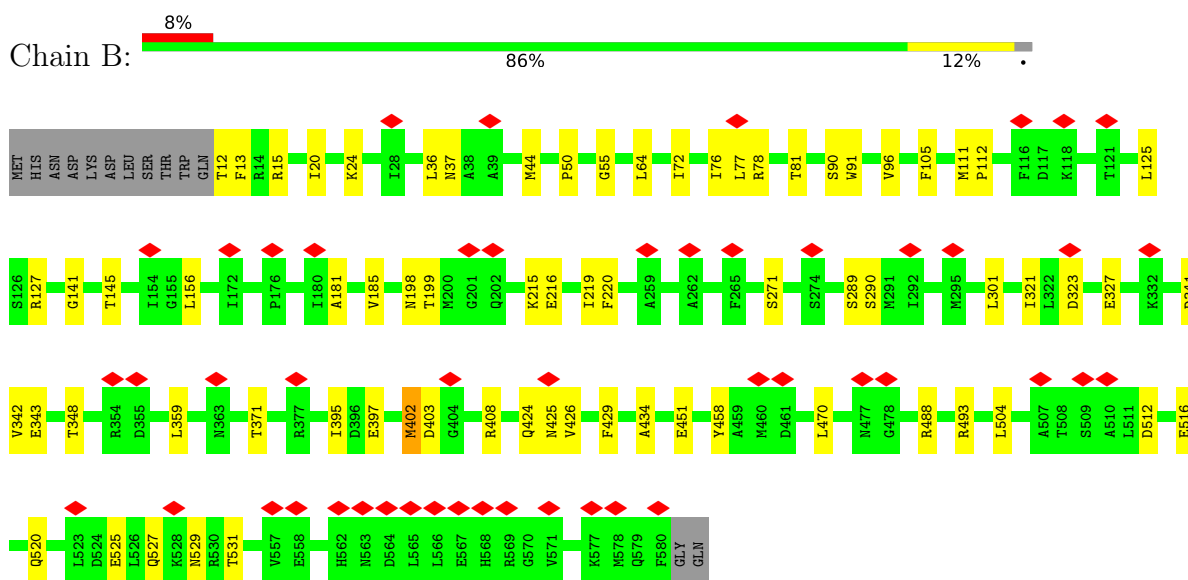 8%
Chain B:
86% 12% •
MET HIS ASN ASP LYS ASP LEU SER THR TRP GLN T12 F13 R14 R15 I20 K24 I28 L36 N37 A38 A39 M44 P50 G55 L64 I72 I76 L77 R78 T81 S90 W91 V96 F105 M111 P112 F116 D117 K118 T121 L125
S126 R127 G141 T145 I154 G155 L156 I172 P176 I180 A181 V185 N198 T199 M200 G201 Q202 K215 E216 I219 F220 A259 A262 F265 S271 S274 S289 S290 M291 I292 M295 L301 I321 L322 D323 E327 K332
V342 E343 T348 R354 D355 L359 N363 T371 R377 I395 D396 E397 M402 D403 G404 R408 Q424 N425 V426 F429 A434 E451 Y458 A459 M460 D461 L470 N477 G478 R488 R493 L504 A507 T508 S509 A510 L511 D512 E516
Q520 L523 D524 E525 L526 Q527 K528 N529 R530 T531 V557 E558 H562 N563 D564 L565 L566 E567 H568 R569 G570 V571 K577 M578 Q579 F580 GLY GLN